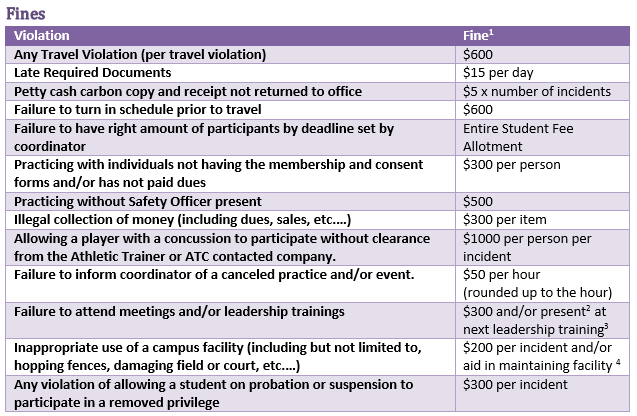 Fines
Violation Fine¹
Any Travel Violation (per travel violation) $600
Late Required Documents $15 per day
Petty cash carbon copy and receipt not returned to office $5 x number of incidents
Failure to turn in schedule prior to travel $600
Failure to have right amount of participants by deadline set by Entire Student Fee
coordinator Allotment
Practicing with individuals not having the membership and consent $300 per person
forms and/or has not paid dues
Practicing without Safety Officer present $500
Illegal collection of money (including dues, sales, etc.…) $300 per item
Allowing a player with a concussion to participate without clearance $1000 per person per
from the Athletic Trainer or ATC contacted company. incident
Failure to inform coordinator of a canceled practice and/or event. $50 per hour
(rounded up to the hour)
Failure to attend meetings and/or leadership trainings $300 and/or present² at
next leadership training³
Inappropriate use of a campus facility (including but not limited to, $200 per incident and/or
hopping fences, damaging field or court, etc.…) aid in maintaining facility ⁴
Any violation of allowing a student on probation or suspension to $300 per incident
participate in a removed privilege